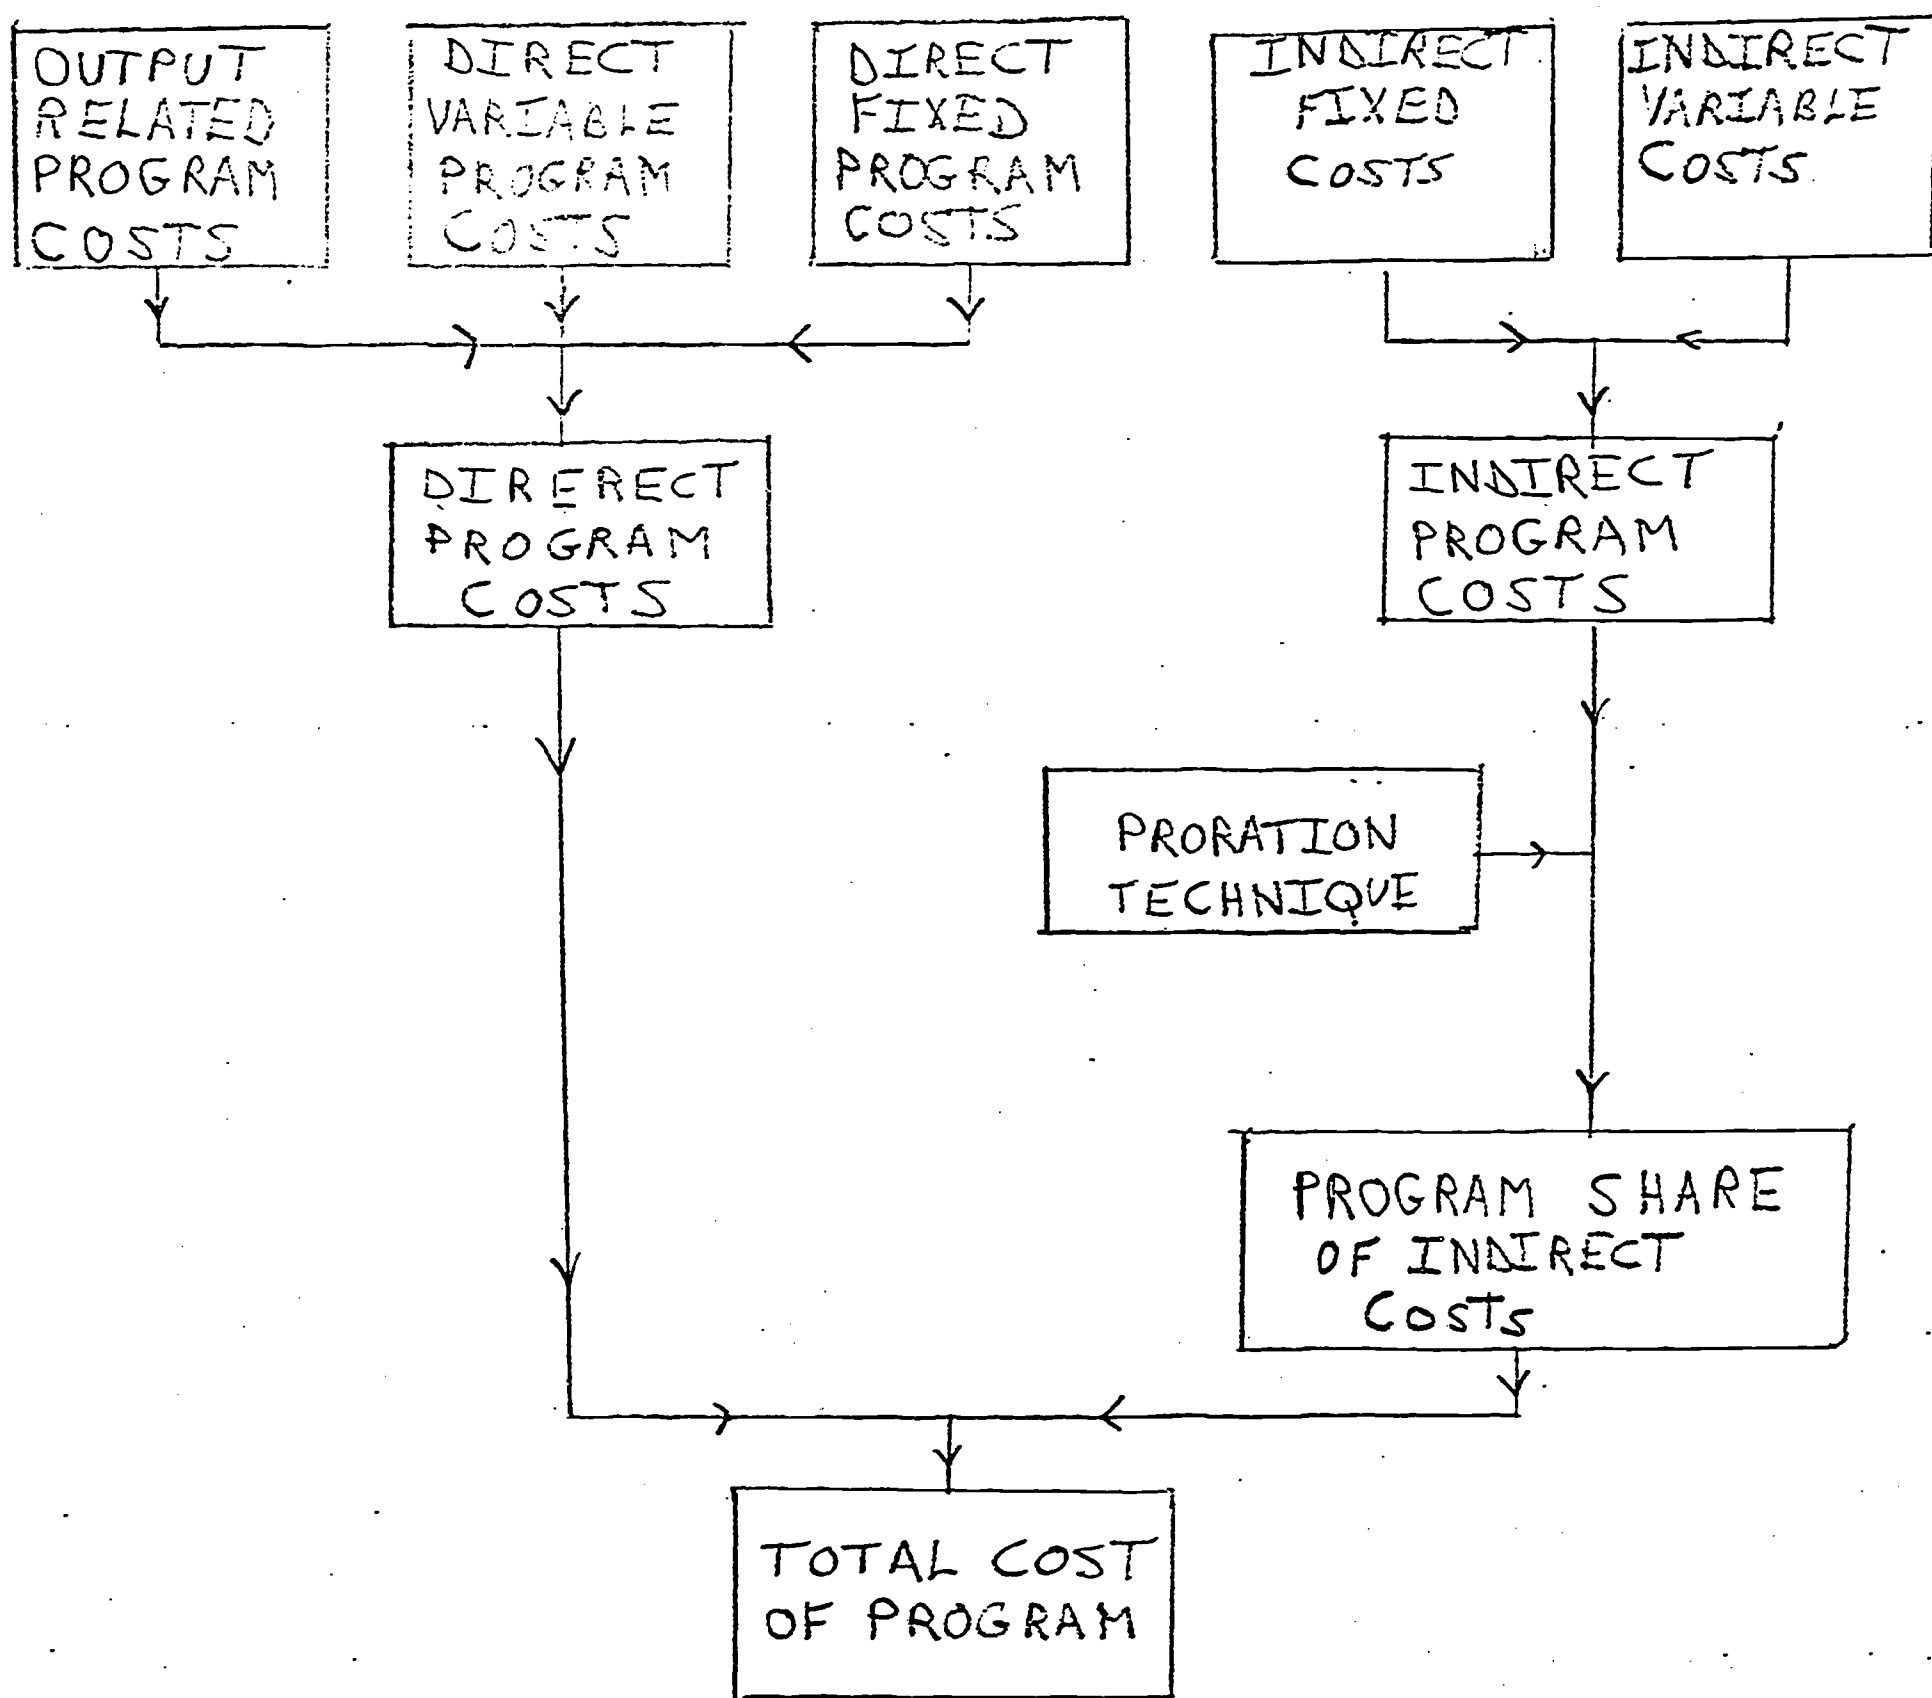 OUTPUT
RELATED
PROGRAM
COSTS
DIRECT
VARIABLE
PROGRAM
COSTS
DIRECT
FIXED
PROGRAM
COSTS
INDIRECT
FIXED
COSTS
INDIRECT
VARIABLE
COSTS
DIRERECT
PROGRAM
COSTS
INDIRECT
PROGRAM
COSTS
PRORATION
TECHNIQUE
PROGRAM SHARE
OF INDIRECT
COSTS
TOTAL COST
OF PROGRAM